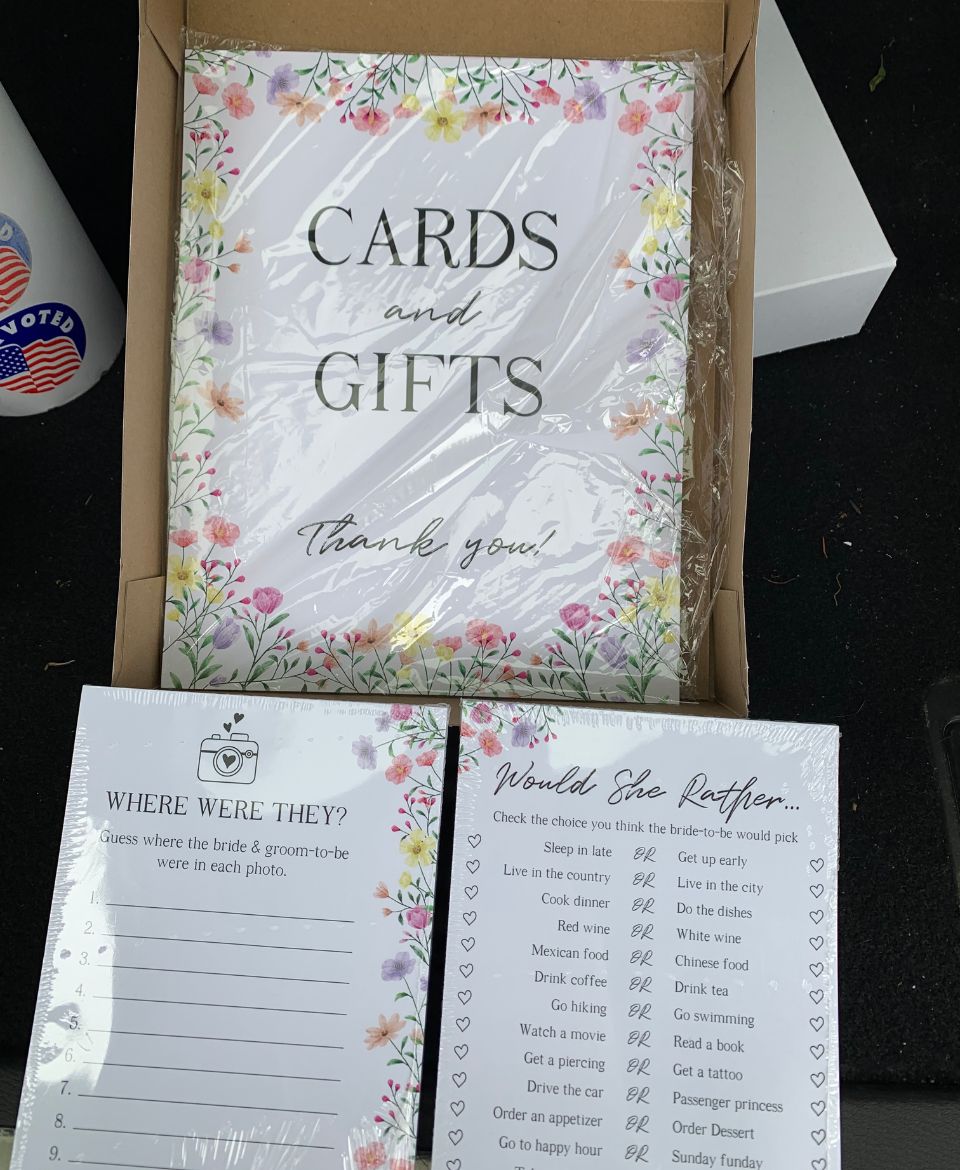 D
VOTED
CARDS
and
GIFTS
Thank you!
WHERE WERE THEY?
Guess where the bride & groom-to-be
were in each photo.
1.
2.
3.
4.
5.
6.
7.
8.
9.
Would She Rather...
Check the choice you think the bride-to-be would pick
Sleep in late OR Get up early
Live in the country OR Live in the city
Cook dinner OR Do the dishes
Red wine OR White wine
Mexican food OR Chinese food
Drink coffee OR Drink tea
Go hiking OR Go swimming
Watch a movie OR Read a book
Get a piercing OR Get a tattoo
Drive the car OR Passenger princess
Order an appetizer OR Order Dessert
Go to happy hour OR Sunday funday